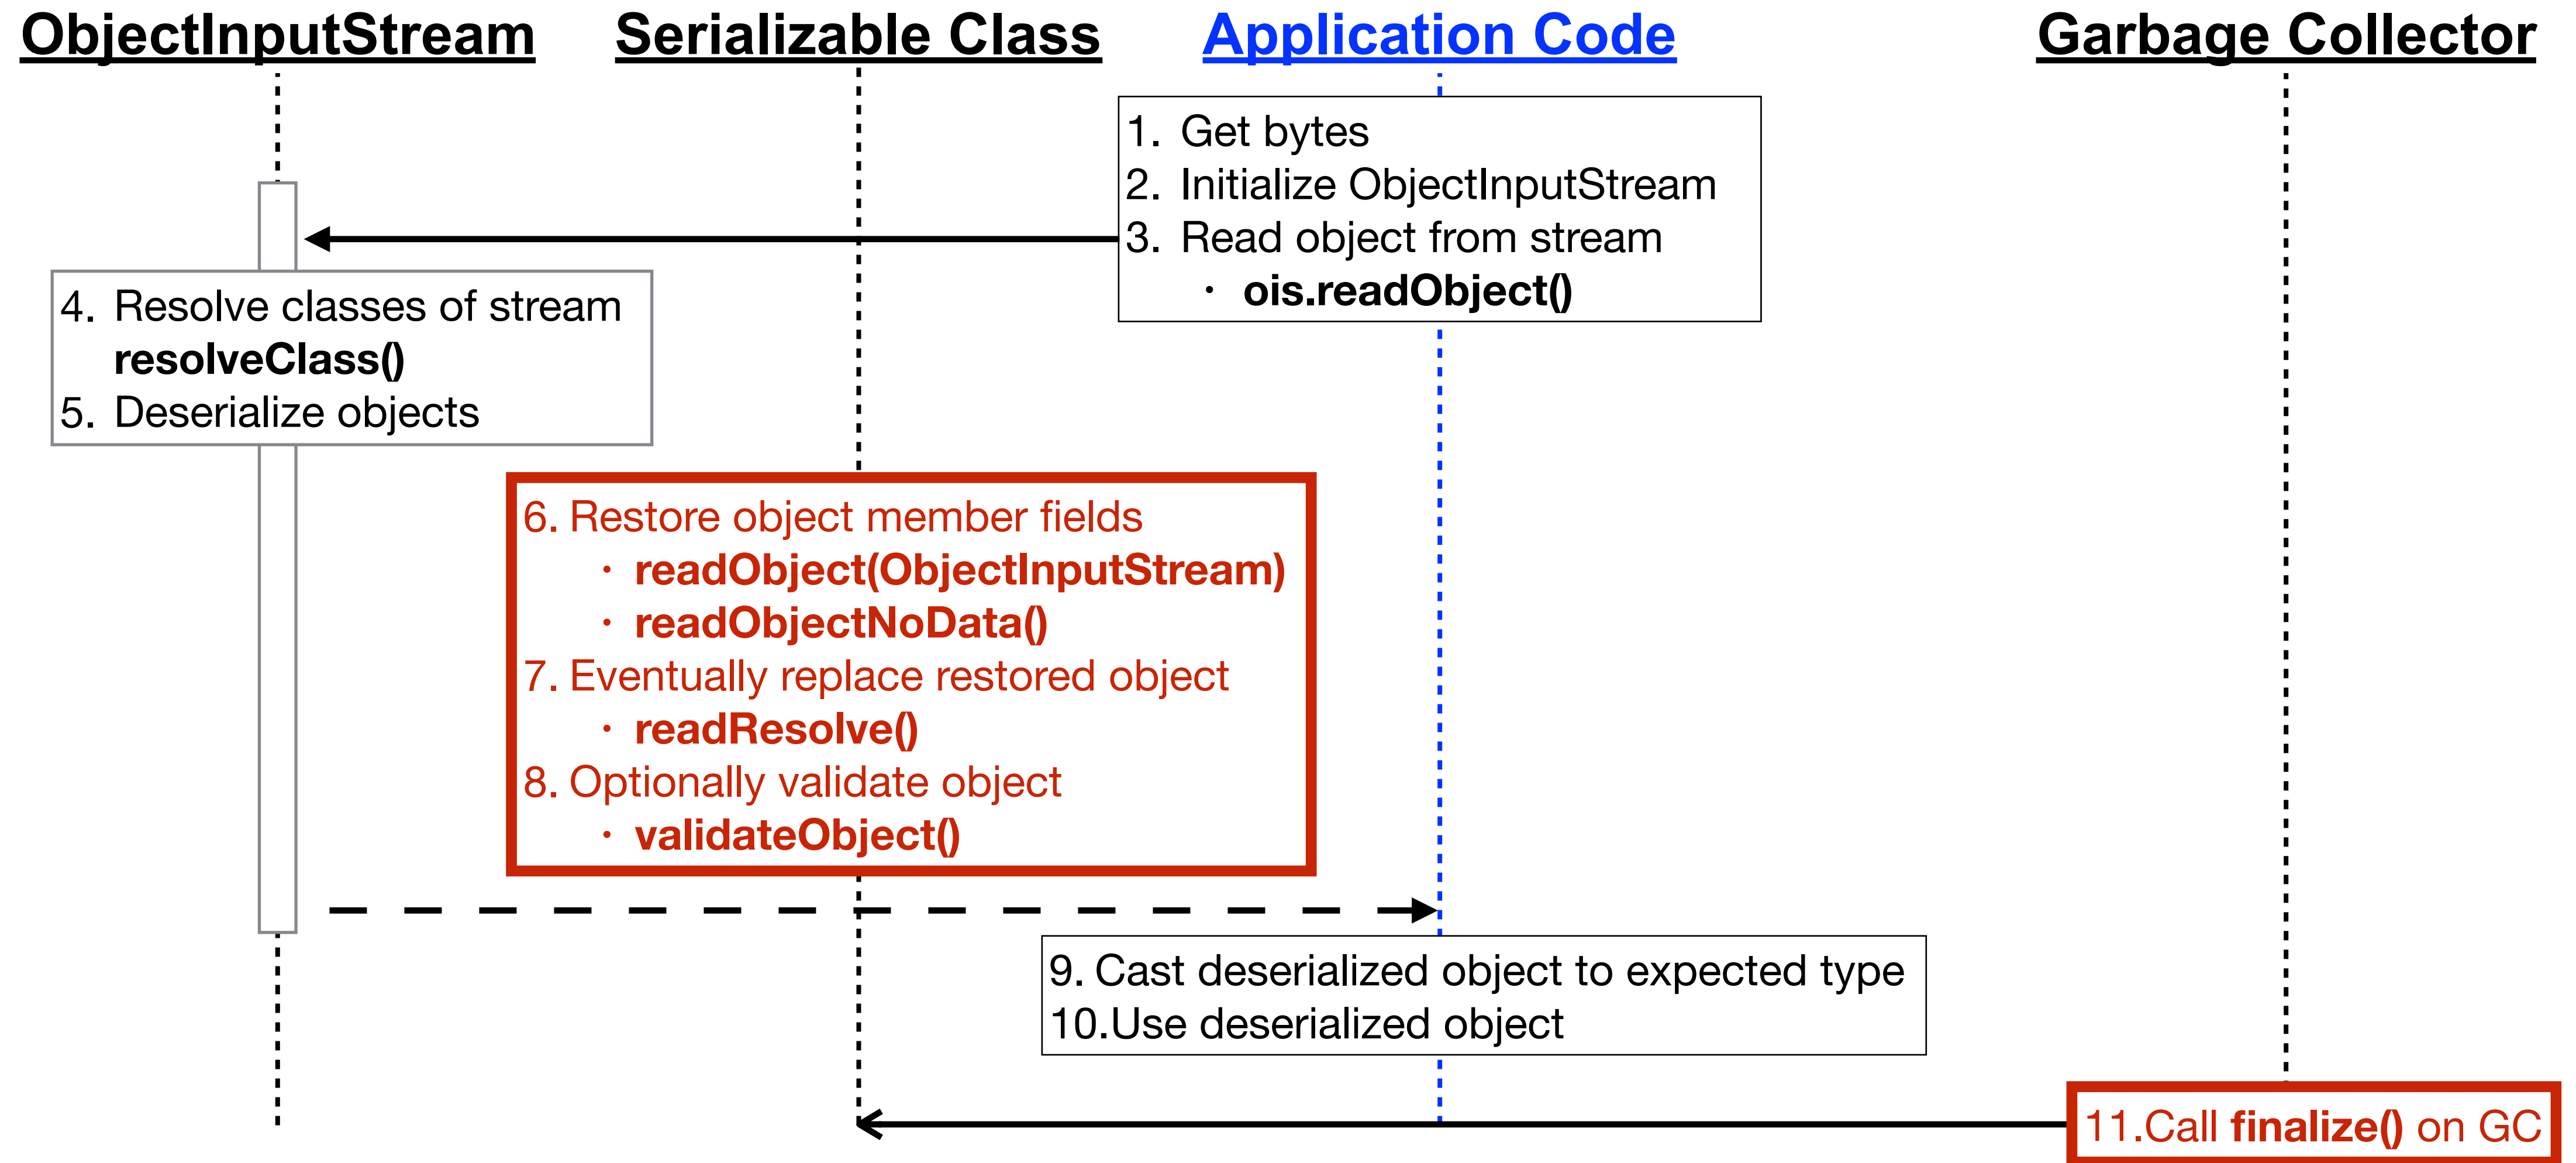 ObjectInputStream
Serializable Class
Application Code
Garbage Collector
1. Get bytes
2. Initialize ObjectInputStream
3. Read object from stream
· ois.readObject()
4. Resolve classes of stream
resolveClass()
5. Deserialize objects
6. Restore object member fields
· readObject(ObjectInputStream)
· readObjectNoData()
7. Eventually replace restored object
· readResolve()
8. Optionally validate object
· validateObject()
9. Cast deserialized object to expected type
10.Use deserialized object
11.Call finalize() on GC